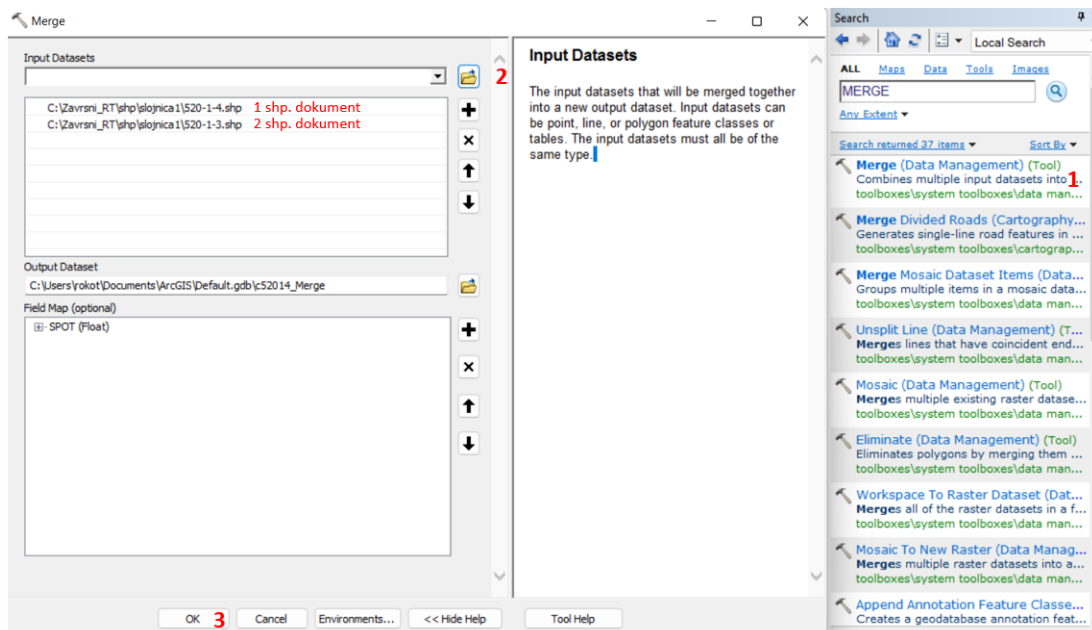 Merge
Input Datasets
2
C:\Zavrsni_RT\shp\slojnica1\520-1-4.shp 1 shp. dokument
C:\Zavrsni_RT\shp\slojnica1\520-1-3.shp 2 shp. dokument
Output Dataset
C:\Users\rokot\Documents\ArcGIS\Default.gdb\c52014_Merge
Field Map (optional)
SPOT (Float)
OK 3 Cancel Environments... << Hide Help Tool Help
Input Datasets
The input datasets that will be merged together
into a new output dataset. Input datasets can
be point, line, or polygon feature classes or
tables. The input datasets must all be of the
same type.
Search
Local Search
ALL Maps Data Tools Images
MERGE
Any Extent
Search returned 37 items Sort By
Merge (Data Management) (Tool)
Combines multiple input datasets into ... 1
toolboxes\system toolboxes\data man...
Merge Divided Roads (Cartography...
Generates single-line road features in ...
toolboxes\system toolboxes\cartograp...
Merge Mosaic Dataset Items (Data...
Groups multiple items in a mosaic data...
toolboxes\system toolboxes\data man...
Unsplit Line (Data Management) (T...
Merges lines that have coincident end...
toolboxes\system toolboxes\data man...
Mosaic (Data Management) (Tool)
Merges multiple existing raster datase...
toolboxes\system toolboxes\data man...
Eliminate (Data Management) (Tool)
Eliminates polygons by merging them ...
toolboxes\system toolboxes\data man...
Workspace To Raster Dataset (Dat...
Merges all of the raster datasets in a f...
toolboxes\system toolboxes\data man...
Mosaic To New Raster (Data Manag...
Merges multiple raster datasets into a...
toolboxes\system toolboxes\data man...
Append Annotation Feature Classe...
Creates a geodatabase annotation feat...